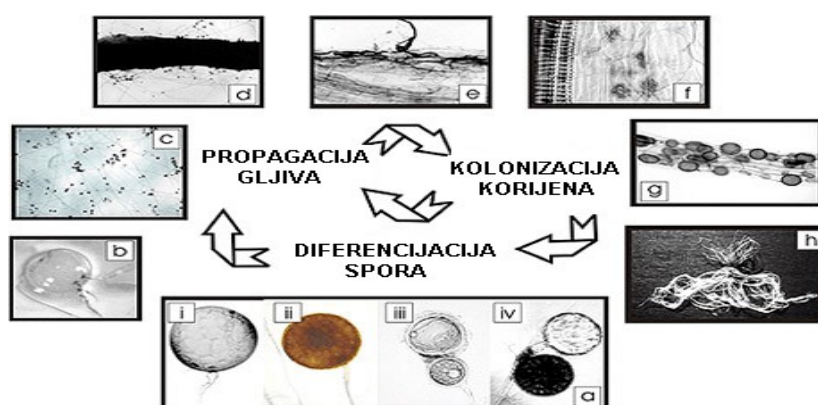 d
e
f
c
PROPAGACIJA
GLJIVA
KOLONIZACIJA
KORIJENA
g
b
DIFERENCIJACIJA
SPORA
h
i
ii
iii
iv
a